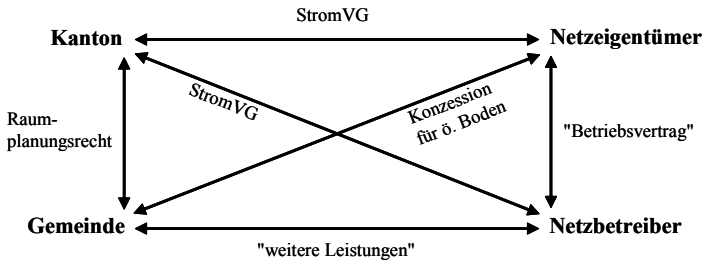 StromVG
Kanton
Netzeigentümer
StromVG
Konzession
für ö. Boden
Raum-
planungsrecht
"Betriebsvertrag"
Gemeinde
Netzbetreiber
"weitere Leistungen"